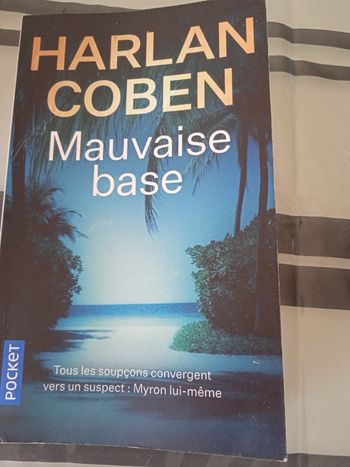 HARLAN
COBEN
Mauvaise
base
Tous les soupçons convergent
vers un suspect : Myron lui-même
POCKET